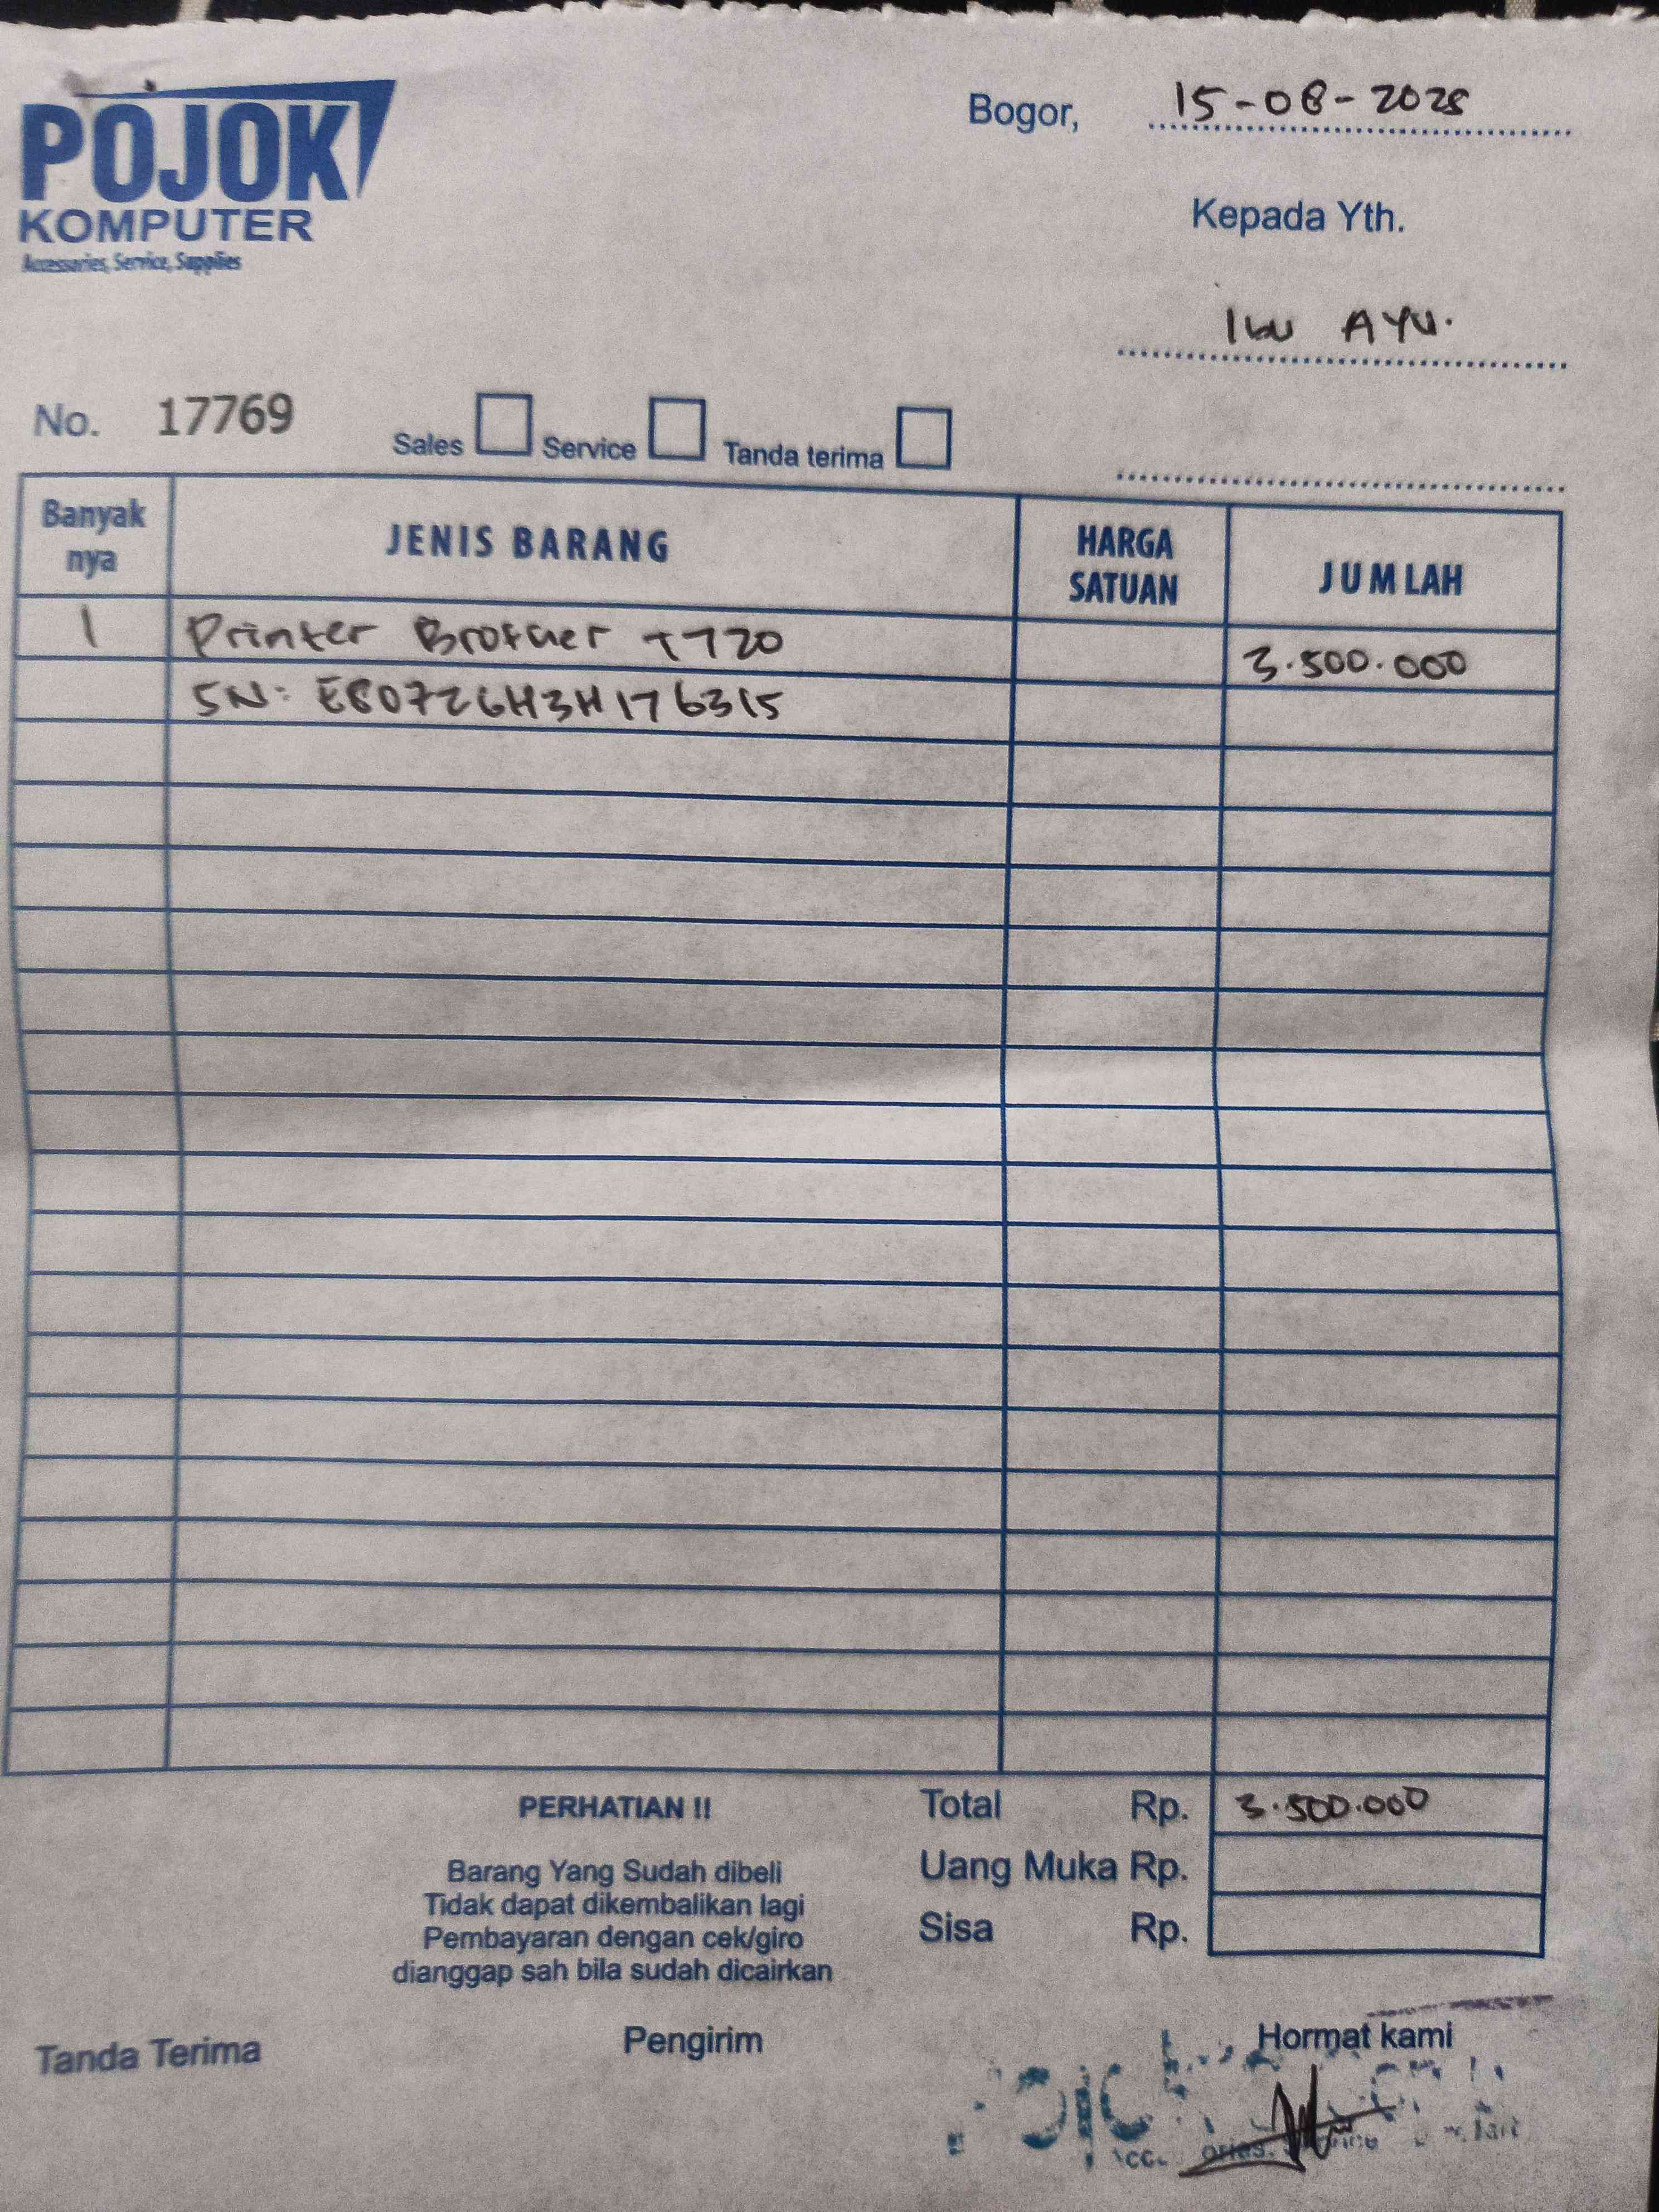 POJOK
KOMPUTER
Accessories, Service, Supplies
Bogor, 15-08-2025
Kepada Yth.
Ibu AYU.
No. 17769
Sales Service Tanda terima
Banyak nya JENIS BARANG HARGA SATUAN JUMLAH
1 Printer Brother T720 3.500.000
SN: E80726H3H176315
PERHATIAN !!
Barang Yang Sudah dibeli
Tidak dapat dikembalikan lagi
Pembayaran dengan cek/giro
dianggap sah bila sudah dicairkan
Total Rp. 3.500.000
Uang Muka Rp.
Sisa Rp.
Tanda Terima Pengirim Hormat kami